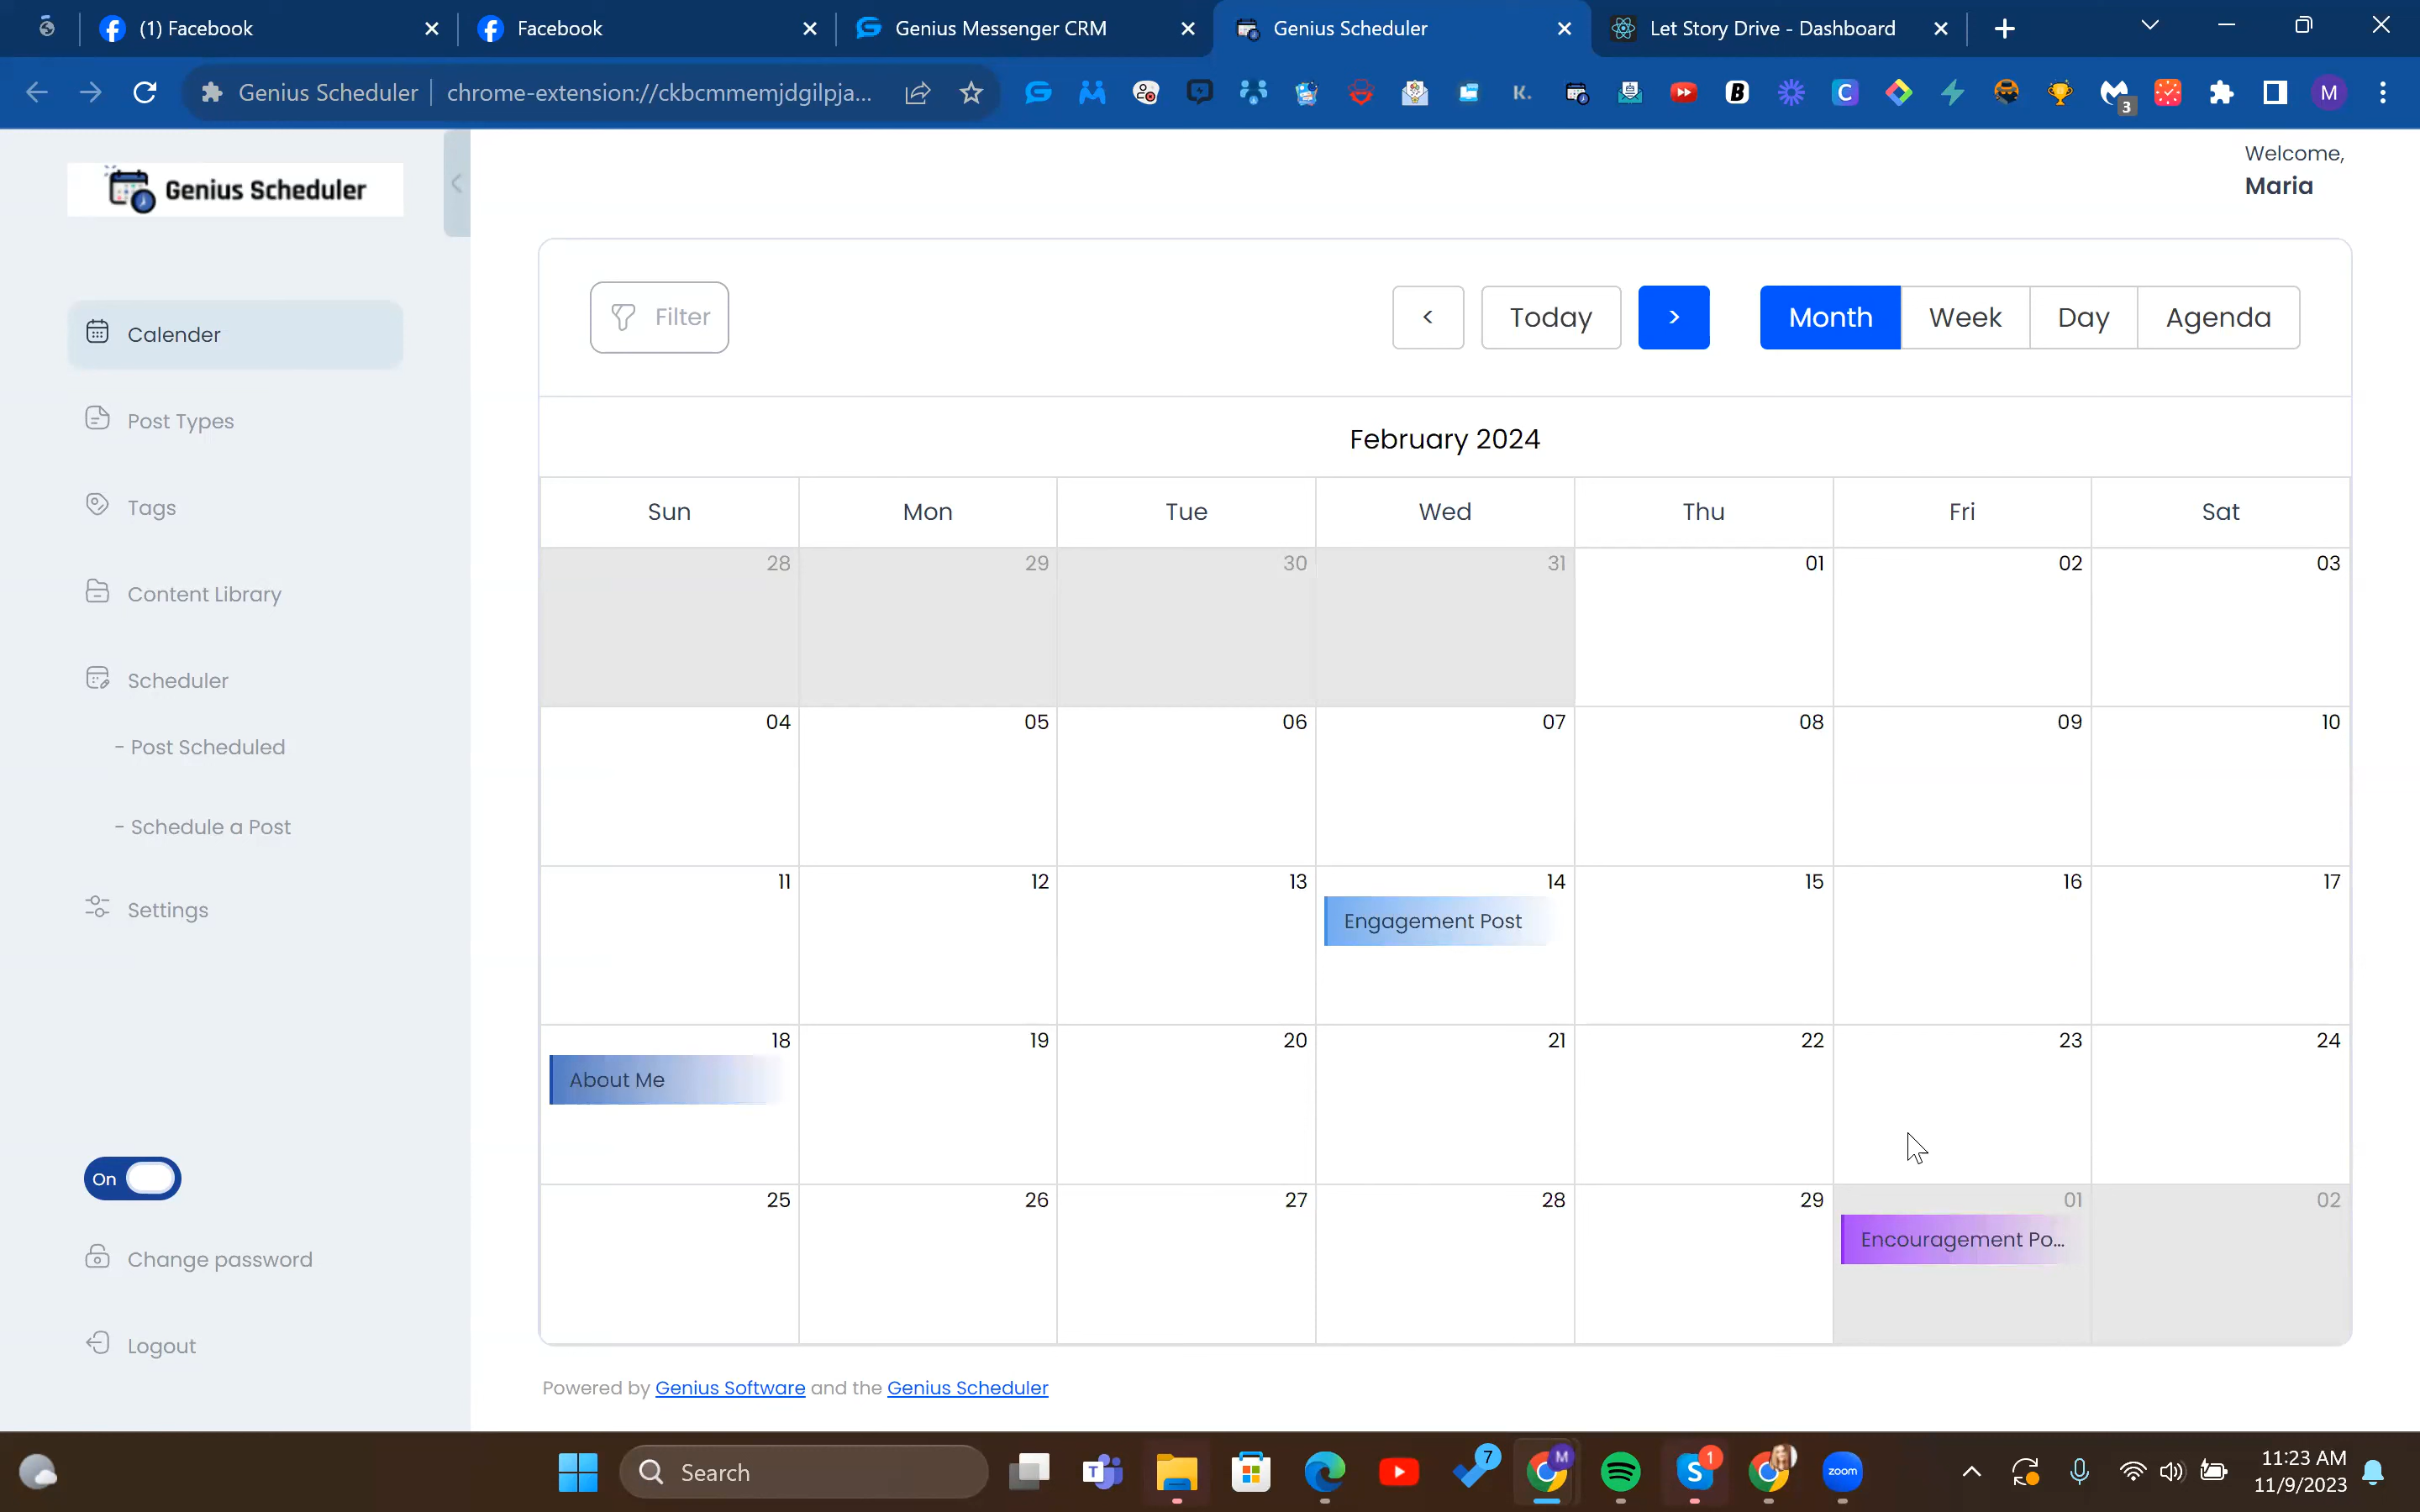 (1) Facebook
Facebook
Genius Messenger CRM
Genius Scheduler
Let Story Drive - Dashboard
Genius Scheduler
chrome-extension://ckbcmmemjdgilpja...
K.
B
C
3
M
Genius Scheduler
Welcome,
Maria
Calender
Post Types
Tags
Content Library
Scheduler
- Post Scheduled
- Schedule a Post
Settings
On
Change password
Logout
Filter
<
Today
>
Month
Week
Day
Agenda
February 2024
Sun Mon Tue Wed Thu Fri Sat
28 29 30 31 01 02 03
04 05 06 07 08 09 10
11 12 13 14 15 16 17
Engagement Post
18 19 20 21 22 23 24
About Me
25 26 27 28 29 01 02
Encouragement Po...
Powered by Genius Software and the Genius Scheduler
Search
T
7
M
S
1
zoom
11:23 AM
11/9/2023